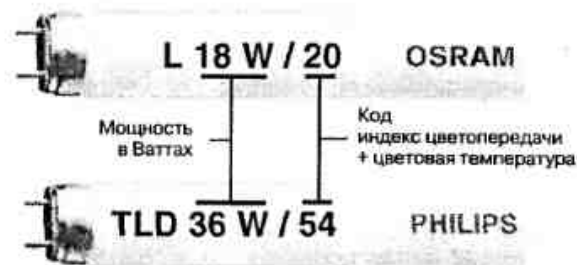 L 18 W / 20 OSRAM
Мощность
в Ваттах
Код
индекс цветопередачи
+ цветовая температура
TLD 36 W / 54 PHILIPS